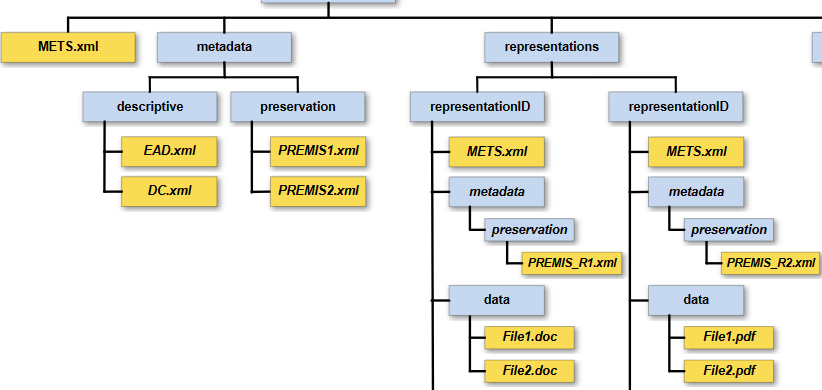 METS.xml
metadata
representations
descriptive
preservation
representationID
representationID
EAD.xml
PREMIS1.xml
METS.xml
METS.xml
DC.xml
PREMIS2.xml
metadata
metadata
preservation
preservation
PREMIS_R1.xml
PREMIS_R2.xml
data
data
File1.doc
File1.pdf
File2.doc
File2.pdf